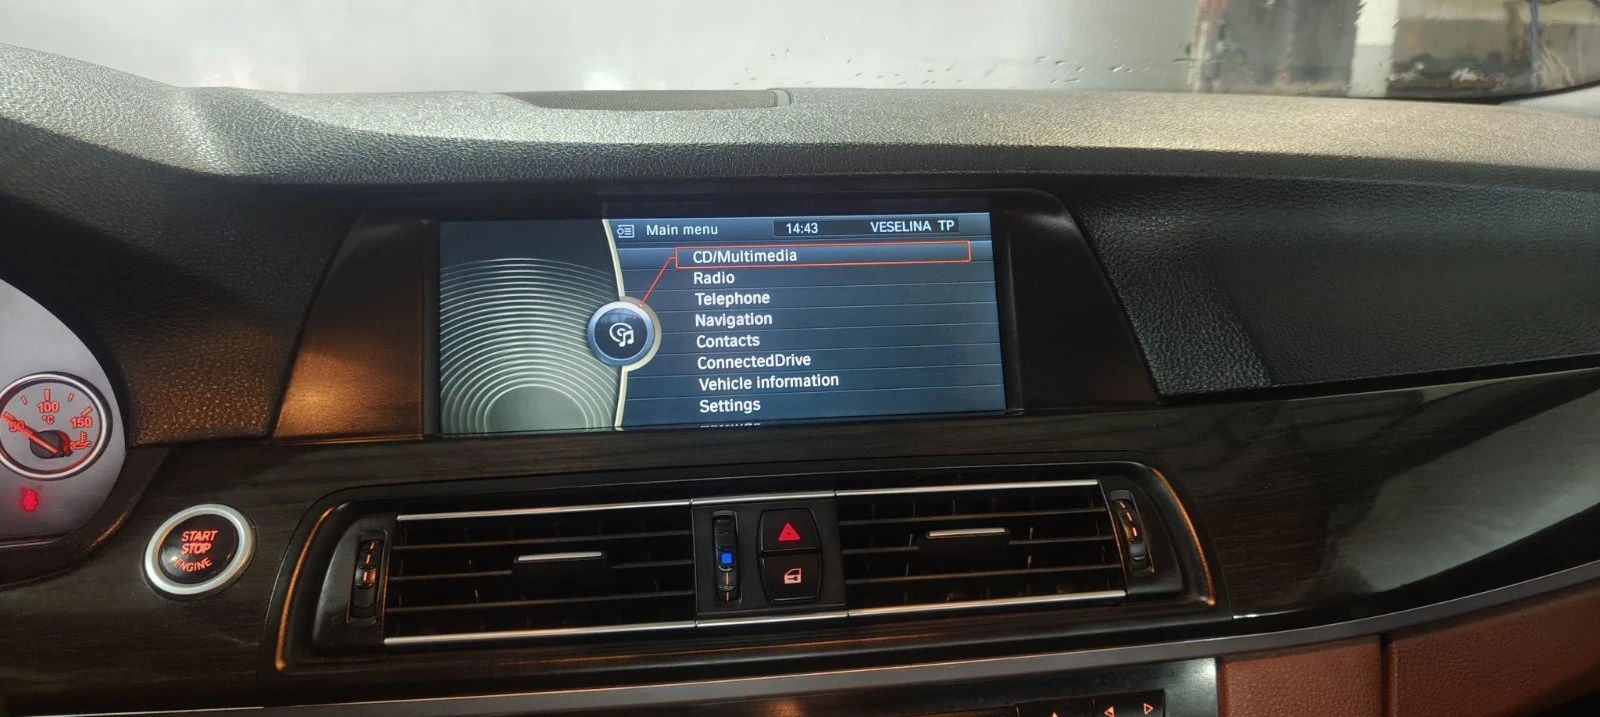 Main menu 14:43 VESELINA TP
CD/Multimedia
Radio
Telephone
Navigation
Contacts
ConnectedDrive
Vehicle information
Settings
50 100 150
°C
START
STOP
ENGINE